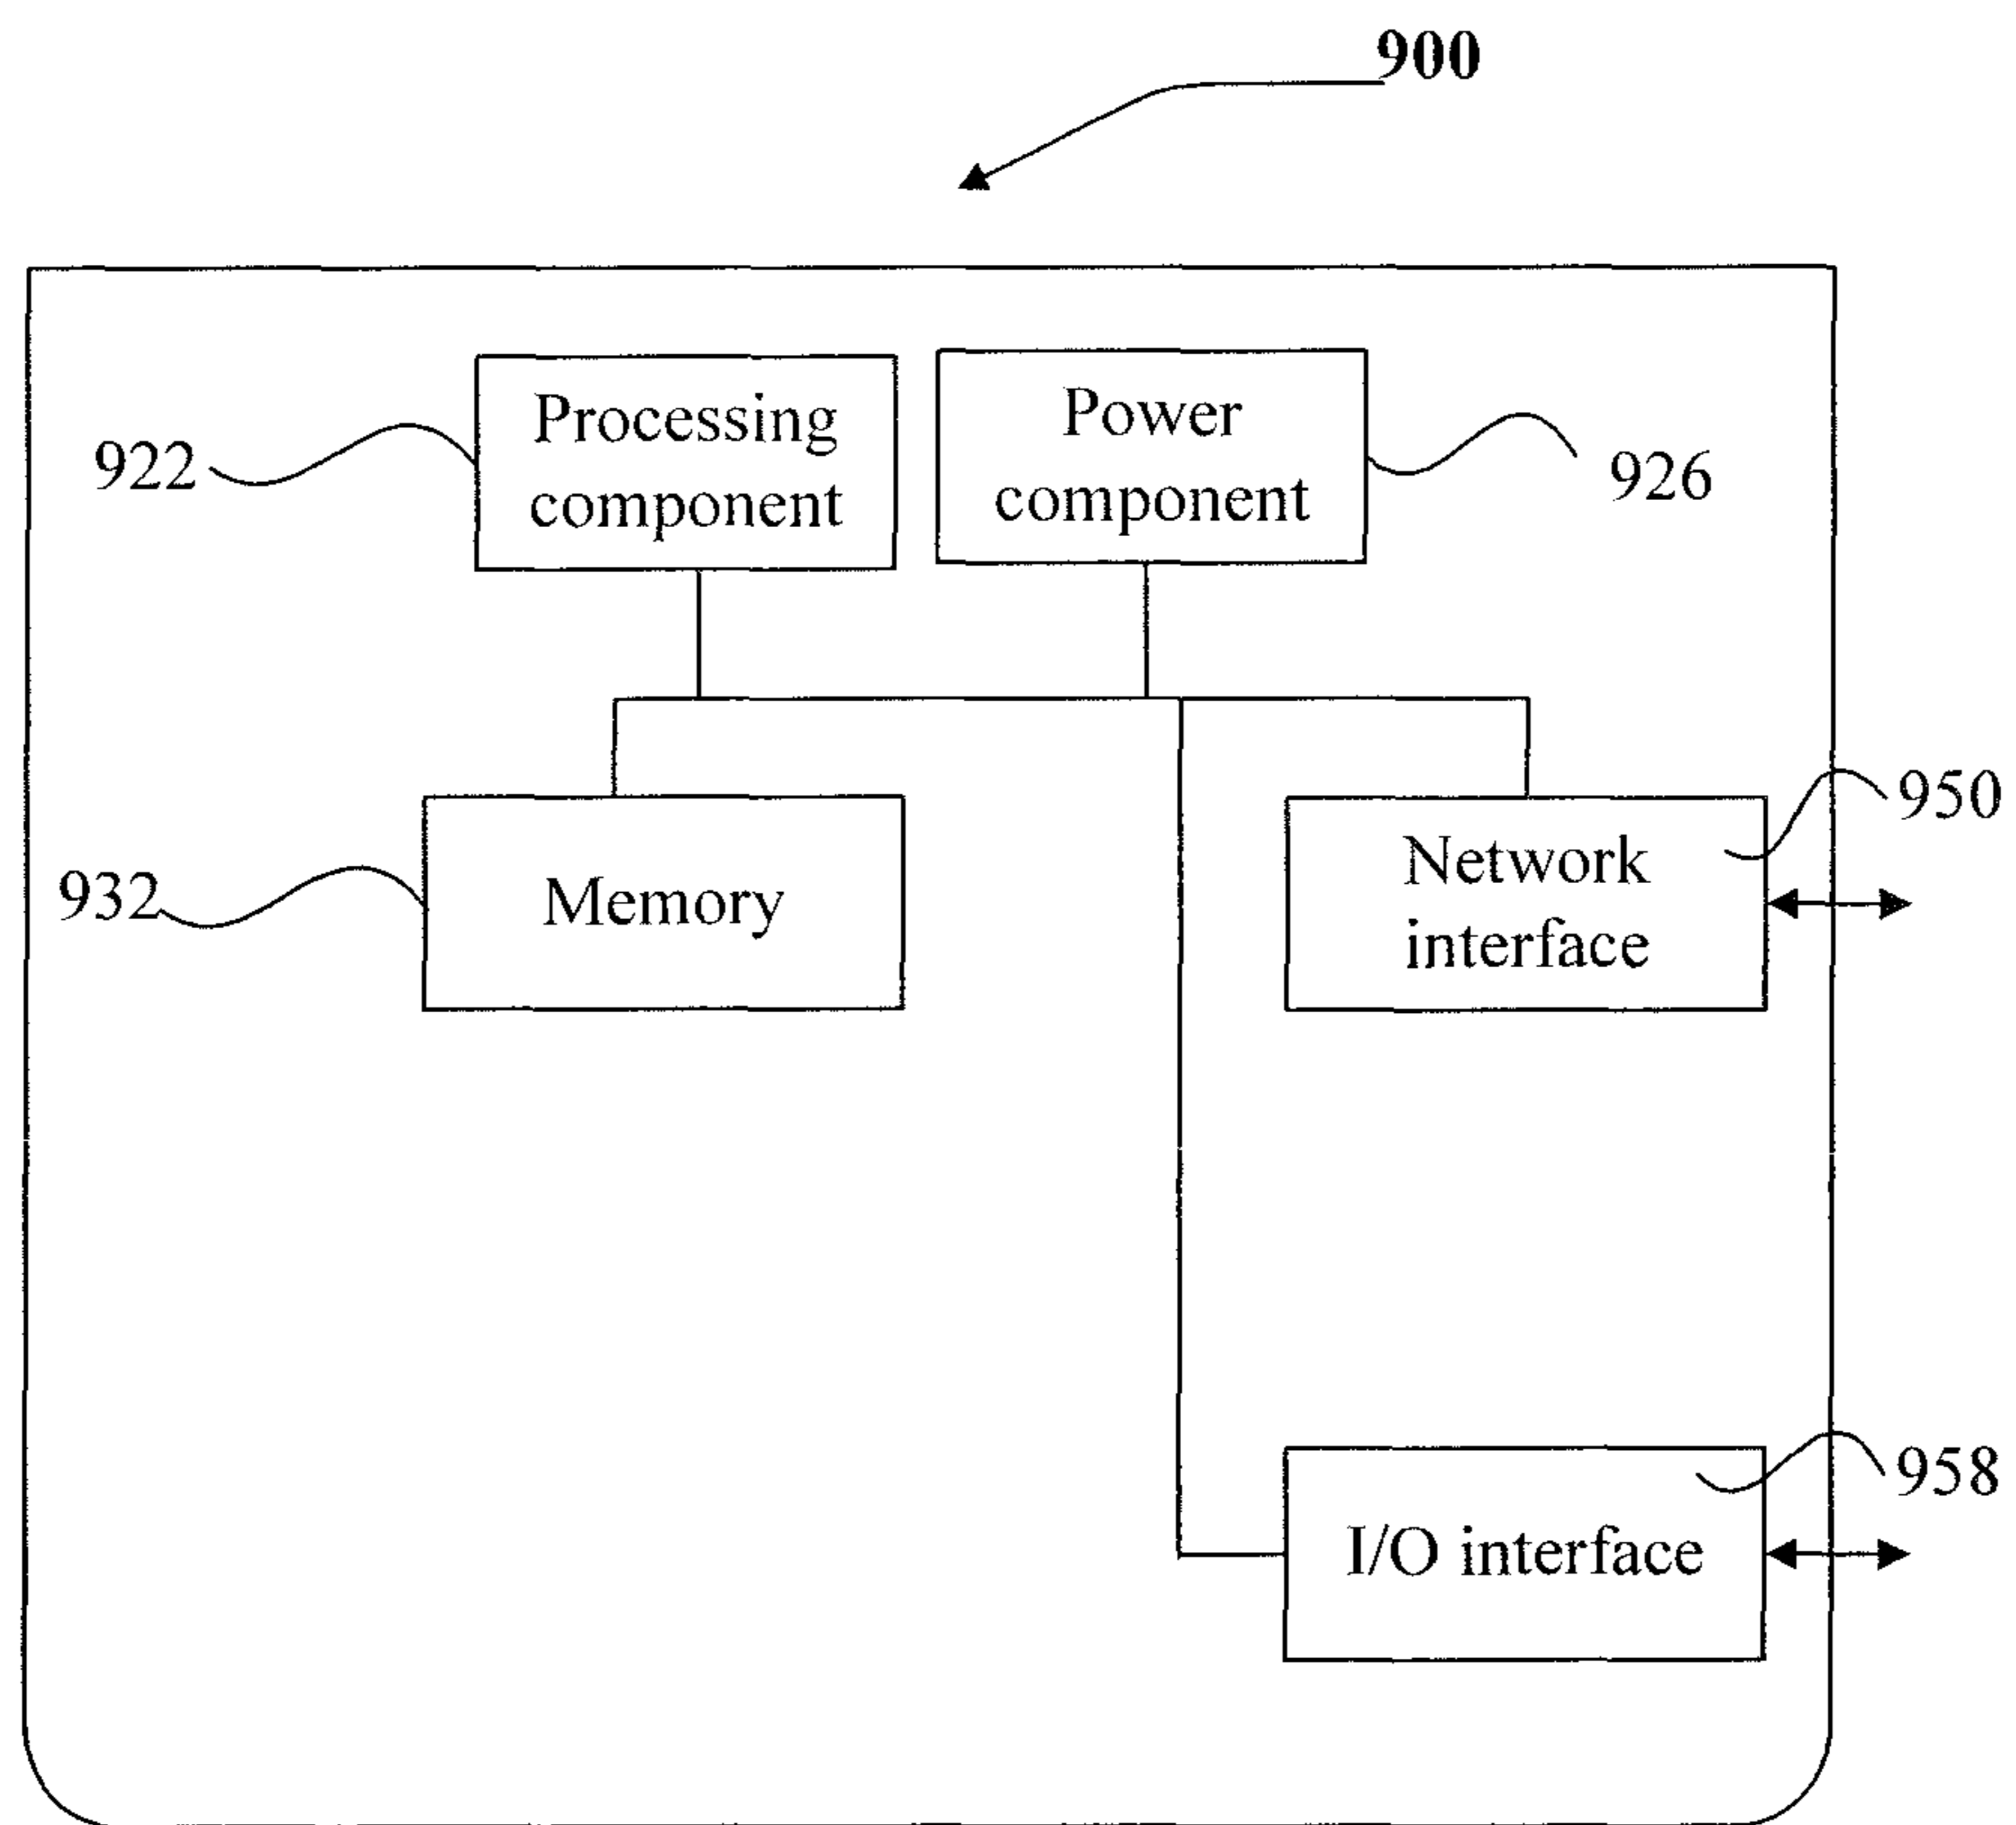 900
Processing
component
922
Power
component
926
950
Network
interface
932
Memory
958
I/O interface